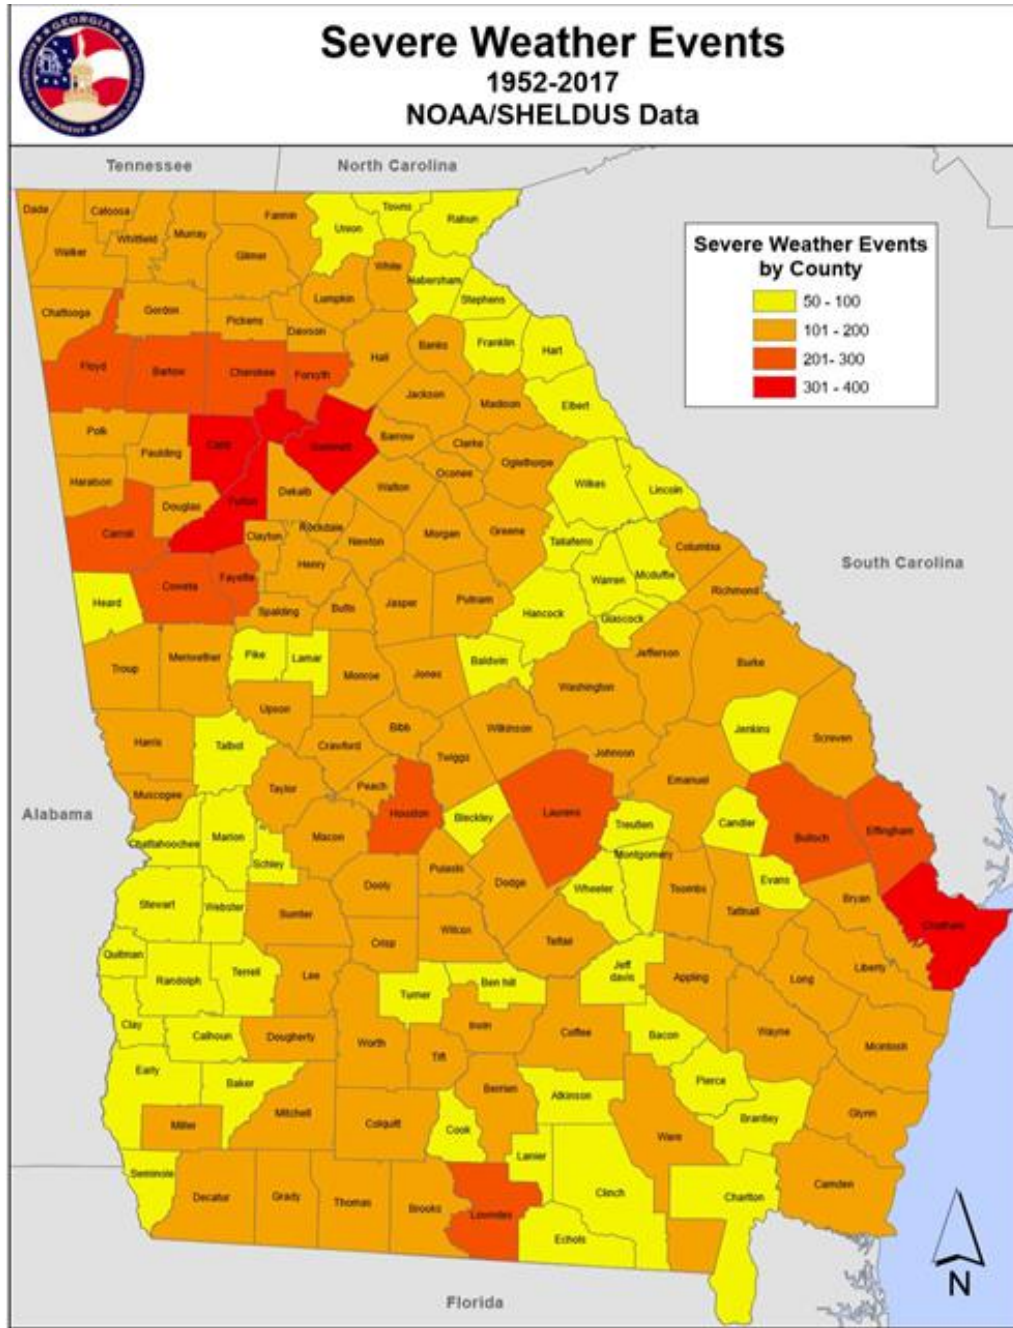 GEORGIA
Severe Weather Events
1952-2017
NOAA/SHELDUS Data
Tennessee
North Carolina
Dade
Catoosa
Fannin
Towns
Rabun
Union
Whitfield
Murray
Walker
Gilmer
White
Habersham
Severe Weather Events
by County
50 - 100
101 - 200
201 - 300
301 - 400
Chattooga
Gordon
Pickens
Lumpkin
Dawson
Stephens
Franklin
Hart
Floyd
Bartow
Cherokee
Forsyth
Hall
Banks
Jackson
Madison
Elbert
Polk
Paulding
Cobb
Barrow
Clarke
Oconee
Oglethorpe
Haralson
Douglas
Fulton
Dekalb
Gwinnett
Walton
Wilkes
Lincoln
Carroll
Clayton
Rockdale
Newton
Morgan
Greene
Taliaferro
Columbia
South Carolina
Henry
Coweta
Fayette
Heard
Spalding
Butts
Jasper
Putnam
Hancock
Warren
Mcduffie
Richmond
Glascock
Troup
Meriwether
Pike
Lamar
Monroe
Jones
Baldwin
Washington
Jefferson
Burke
Upson
Bibb
Wilkinson
Jenkins
Screven
Harris
Talbot
Crawford
Twiggs
Johnson
Emanuel
Muscogee
Taylor
Peach
Houston
Bleckley
Laurens
Treutlen
Candler
Bulloch
Effingham
Alabama
Chattahoochee
Marion
Schley
Macon
Pulaski
Dodge
Montgomery
Wheeler
Toombs
Tattnall
Evans
Bryan
Chatham
Stewart
Webster
Sumter
Dooly
Crisp
Wilcox
Telfair
Quitman
Randolph
Terrell
Lee
Turner
Ben hill
Jeff
davis
Appling
Long
Liberty
Clay
Calhoun
Dougherty
Worth
Tift
Irwin
Coffee
Bacon
Wayne
Mcintosh
Early
Baker
Miller
Mitchell
Colquitt
Berrien
Cook
Atkinson
Pierce
Brantley
Glynn
Ware
Lanier
Seminole
Decatur
Grady
Thomas
Brooks
Lowndes
Clinch
Echols
Charlton
Camden
N
Florida